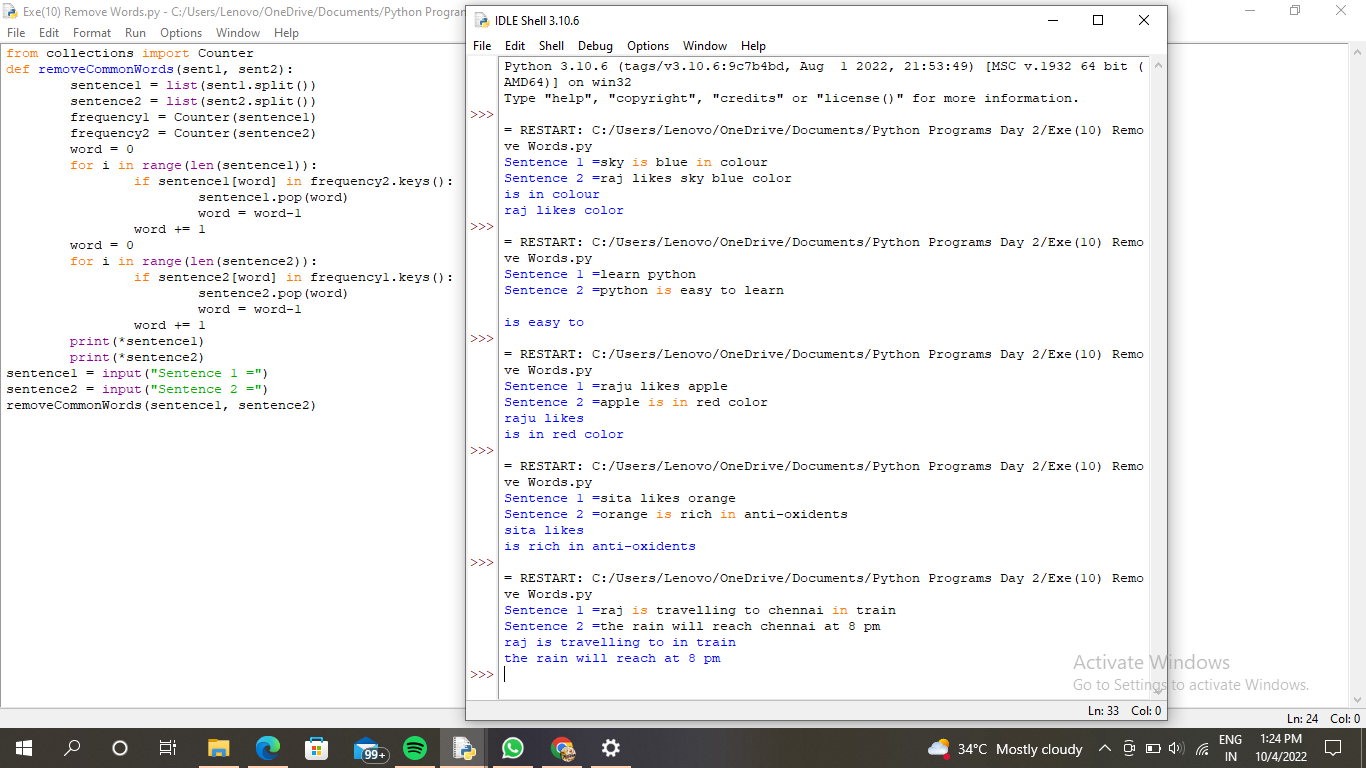 Exe(10) Remove Words.py - C:/Users/Lenovo/OneDrive/Documents/Python Program
File Edit Format Run Options Window Help
from collections import Counter
def removeCommonWords(sent1, sent2):
        sentence1 = list(sent1.split())
        sentence2 = list(sent2.split())
        frequency1 = Counter(sentence1)
        frequency2 = Counter(sentence2)
        word = 0
        for i in range(len(sentence1)):
                if sentence1[word] in frequency2.keys():
                        sentence1.pop(word)
                        word = word-1
                word += 1
        word = 0
        for i in range(len(sentence2)):
                if sentence2[word] in frequency1.keys():
                        sentence2.pop(word)
                        word = word-1
                word += 1
        print(*sentence1)
        print(*sentence2)
sentence1 = input("Sentence 1 =")
sentence2 = input("Sentence 2 =")
removeCommonWords(sentence1, sentence2)
IDLE Shell 3.10.6
File Edit Shell Debug Options Window Help
Python 3.10.6 (tags/v3.10.6:9c7b4bd, Aug  1 2022, 21:53:49) [MSC v.1932 64 bit (
AMD64)] on win32
Type "help", "copyright", "credits" or "license()" for more information.
>>>
= RESTART: C:/Users/Lenovo/OneDrive/Documents/Python Programs Day 2/Exe(10) Remo
ve Words.py
Sentence 1 =sky is blue in colour
Sentence 2 =raj likes sky blue color
is in colour
raj likes color
>>>
= RESTART: C:/Users/Lenovo/OneDrive/Documents/Python Programs Day 2/Exe(10) Remo
ve Words.py
Sentence 1 =learn python
Sentence 2 =python is easy to learn

is easy to
>>>
= RESTART: C:/Users/Lenovo/OneDrive/Documents/Python Programs Day 2/Exe(10) Remo
ve Words.py
Sentence 1 =raju likes apple
Sentence 2 =apple is in red color
raju likes
is in red color
>>>
= RESTART: C:/Users/Lenovo/OneDrive/Documents/Python Programs Day 2/Exe(10) Remo
ve Words.py
Sentence 1 =sita likes orange
Sentence 2 =orange is rich in anti-oxidents
sita likes
is rich in anti-oxidents
>>>
= RESTART: C:/Users/Lenovo/OneDrive/Documents/Python Programs Day 2/Exe(10) Remo
ve Words.py
Sentence 1 =raj is travelling to chennai in train
Sentence 2 =the rain will reach chennai at 8 pm
raj is travelling to in train
the rain will reach at 8 pm
>>>
Activate Windows
Go to Settings to activate Windows.
Ln: 33 Col: 0
Ln: 24 Col: 0
99+
34°C Mostly cloudy
ENG
IN
1:24 PM
10/4/2022